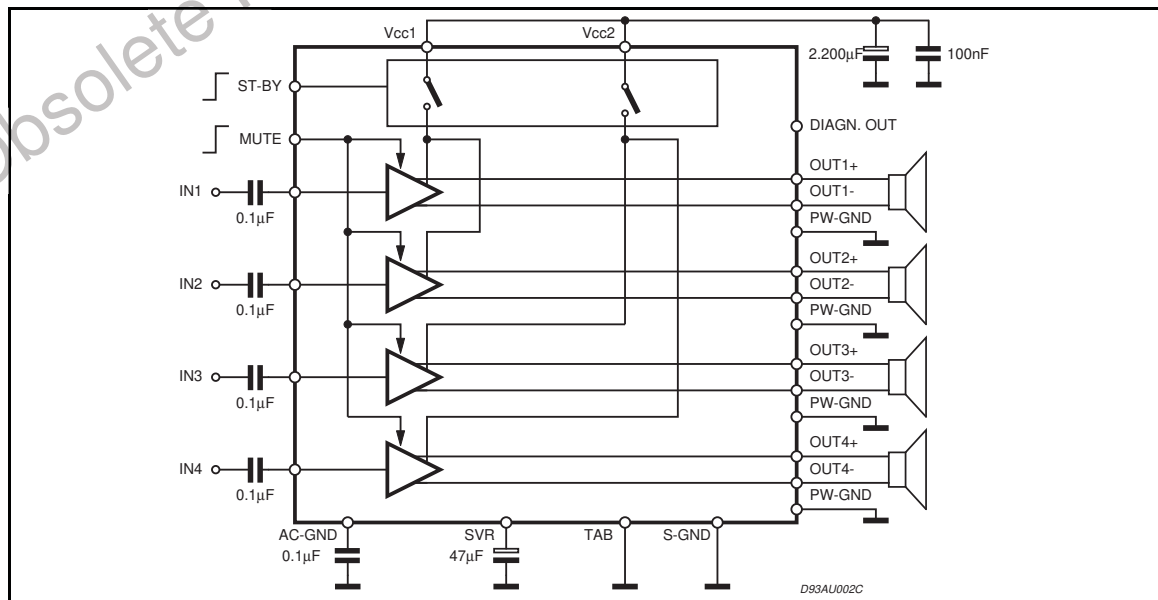 Obsolete
Vcc1
Vcc2
2.200µF
100nF
ST-BY
DIAGN. OUT
MUTE
OUT1+
IN1
OUT1-
0.1µF
PW-GND
OUT2+
IN2
OUT2-
0.1µF
PW-GND
OUT3+
IN3
OUT3-
0.1µF
PW-GND
OUT4+
IN4
OUT4-
0.1µF
PW-GND
AC-GND
SVR
TAB
S-GND
0.1µF
47µF
D93AU002C